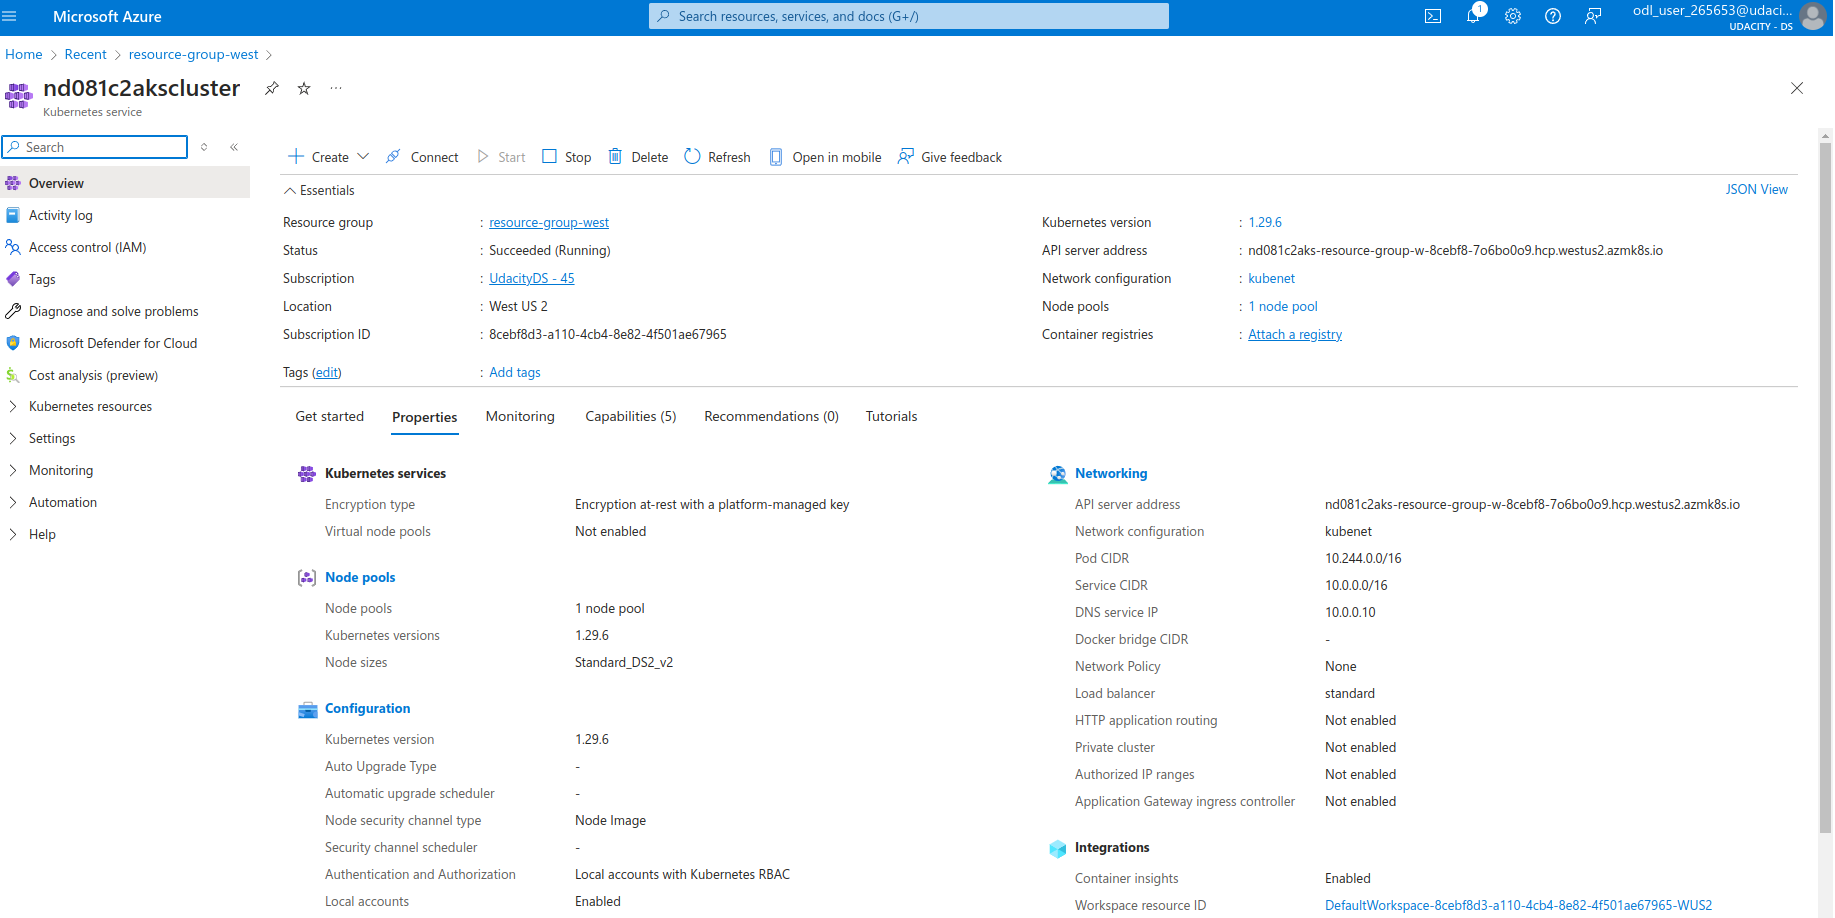 Microsoft Azure
Search resources, services, and docs (G+/)
1
odl_user_265653@udaci...
UDACITY - DS
Home > Recent > resource-group-west >
nd081c2akscluster
Kubernetes service
Search
Overview
Activity log
Access control (IAM)
Tags
Diagnose and solve problems
Microsoft Defender for Cloud
Cost analysis (preview)
Kubernetes resources
Settings
Monitoring
Automation
Help
Create Connect Start Stop Delete Refresh Open in mobile Give feedback
Essentials
JSON View
Resource group : resource-group-west
Status : Succeeded (Running)
Subscription : UdacityDS - 45
Location : West US 2
Subscription ID : 8cebf8d3-a110-4cb4-8e82-4f501ae67965
Tags (edit) : Add tags
Kubernetes version : 1.29.6
API server address : nd081c2aks-resource-group-w-8cebf8-7o6bo0o9.hcp.westus2.azmk8s.io
Network configuration : kubenet
Node pools : 1 node pool
Container registries : Attach a registry
Get started Properties Monitoring Capabilities (5) Recommendations (0) Tutorials
Kubernetes services
Encryption type Encryption at-rest with a platform-managed key
Virtual node pools Not enabled
Node pools
Node pools 1 node pool
Kubernetes versions 1.29.6
Node sizes Standard_DS2_v2
Configuration
Kubernetes version 1.29.6
Auto Upgrade Type -
Automatic upgrade scheduler -
Node security channel type Node Image
Security channel scheduler -
Authentication and Authorization Local accounts with Kubernetes RBAC
Local accounts Enabled
Networking
API server address nd081c2aks-resource-group-w-8cebf8-7o6bo0o9.hcp.westus2.azmk8s.io
Network configuration kubenet
Pod CIDR 10.244.0.0/16
Service CIDR 10.0.0.0/16
DNS service IP 10.0.0.10
Docker bridge CIDR -
Network Policy None
Load balancer standard
HTTP application routing Not enabled
Private cluster Not enabled
Authorized IP ranges Not enabled
Application Gateway ingress controller Not enabled
Integrations
Container insights Enabled
Workspace resource ID DefaultWorkspace-8cebf8d3-a110-4cb4-8e82-4f501ae67965-WUS2